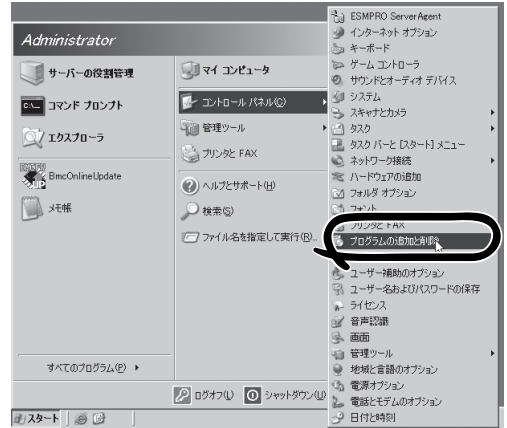 Administrator
サーバーの役割管理
コマンド プロンプト
エクスプローラ
BmcOnlineUpdate
メモ帳
すべてのプログラム(P)
マイ コンピュータ
コントロール パネル(C)
管理ツール
プリンタと FAX
ヘルプとサポート(H)
検索(S)
ファイル名を指定して実行(R)...
ログオフ(L)
シャットダウン(U)
スタート
ESMPRO ServerAgent
インターネット オプション
キーボード
ゲーム コントローラ
サウンドとオーディオ デバイス
システム
スキャナとカメラ
タスク
タスク バーと [スタート] メニュー
ネットワーク接続
ハードウェアの追加
フォルダ オプション
フォント
プリンタと FAX
プログラムの追加と削除
ユーザー補助のオプション
ユーザー名およびパスワードの保存
ライセンス
音声認識
画面
管理ツール
地域と言語のオプション
電源オプション
電話とモデムのオプション
日付と時刻